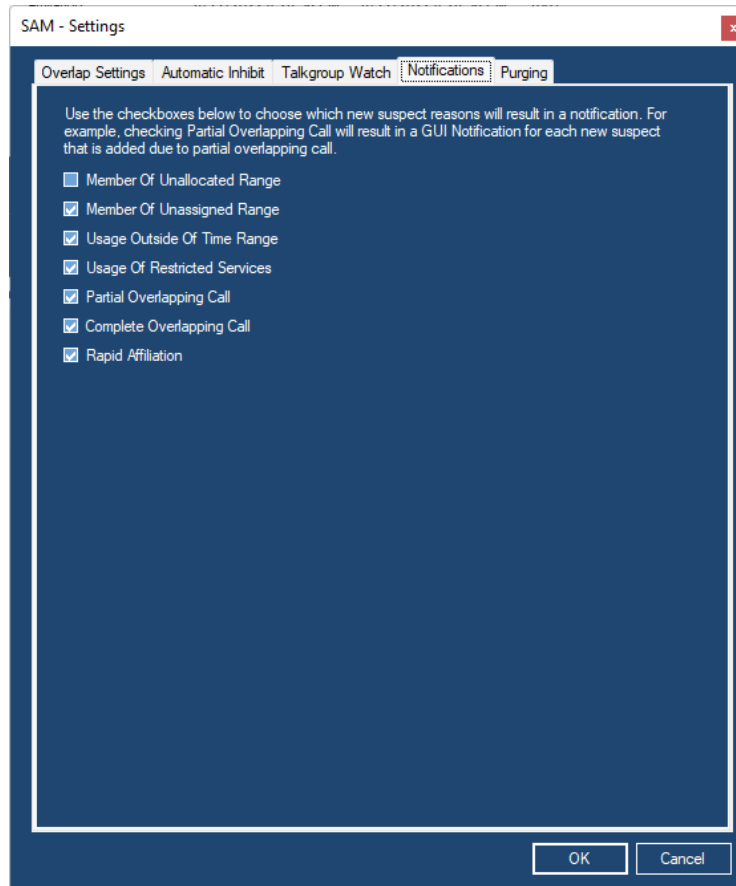 SAM - Settings
x
Overlap Settings Automatic Inhibit Talkgroup Watch Notifications Purging
Use the checkboxes below to choose which new suspect reasons will result in a notification. For
example, checking Partial Overlapping Call will result in a GUI Notification for each new suspect
that is added due to partial overlapping call.
Member Of Unallocated Range
Member Of Unassigned Range
Usage Outside Of Time Range
Usage Of Restricted Services
Partial Overlapping Call
Complete Overlapping Call
Rapid Affiliation
OK Cancel